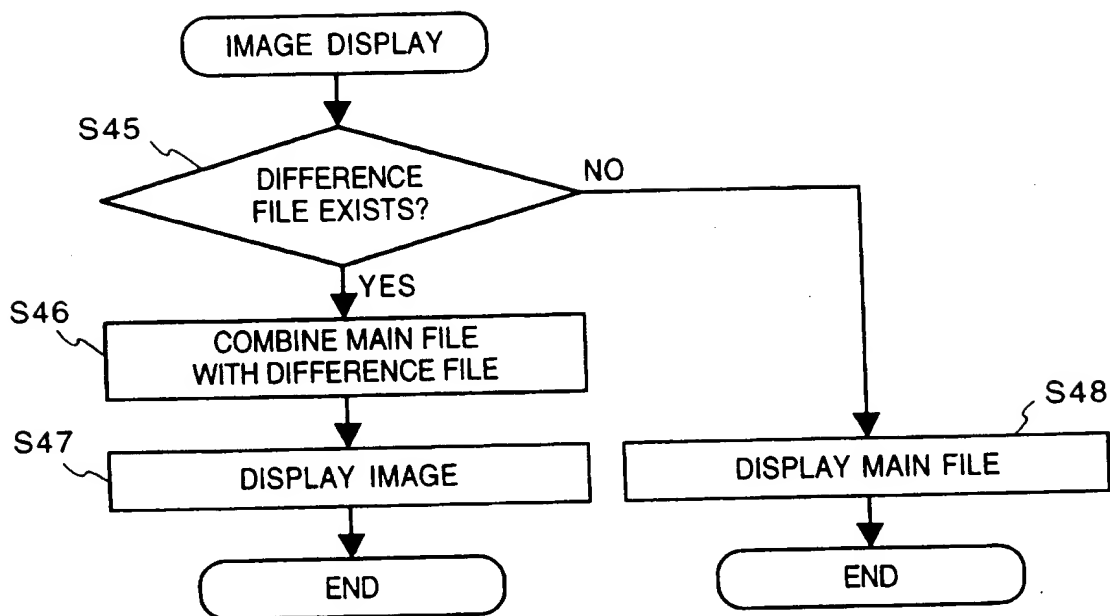 IMAGE DISPLAY
S45
DIFFERENCE
FILE EXISTS?
NO
YES
S46
COMBINE MAIN FILE
WITH DIFFERENCE FILE
S48
S47
DISPLAY IMAGE
DISPLAY MAIN FILE
END
END